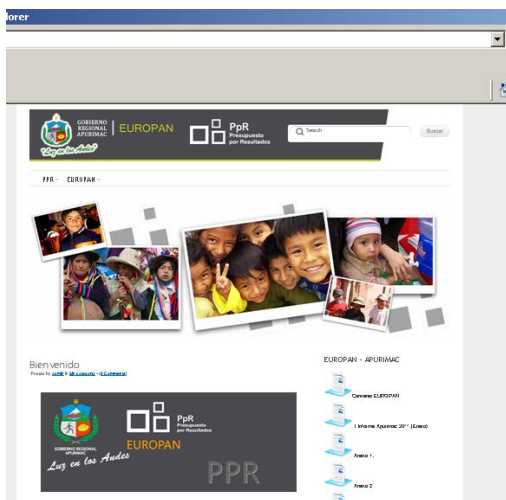 lorer
GOBIERNO
REGIONAL
APURIMAC
EUROPAN
"Luz en los Andes"
PpR
Presupuesto
por Resultados
Search
Buscar
PPR -
EUROPAN -
Bienvenido
Posted by
EUROPAN - APURIMAC
Convenio EUROPAN
Anexo 1.
Anexo 2
GOBIERNO REGIONAL
APURIMAC
Luz en los Andes
PpR
Presupuesto
por Resultados
EUROPAN
PPR